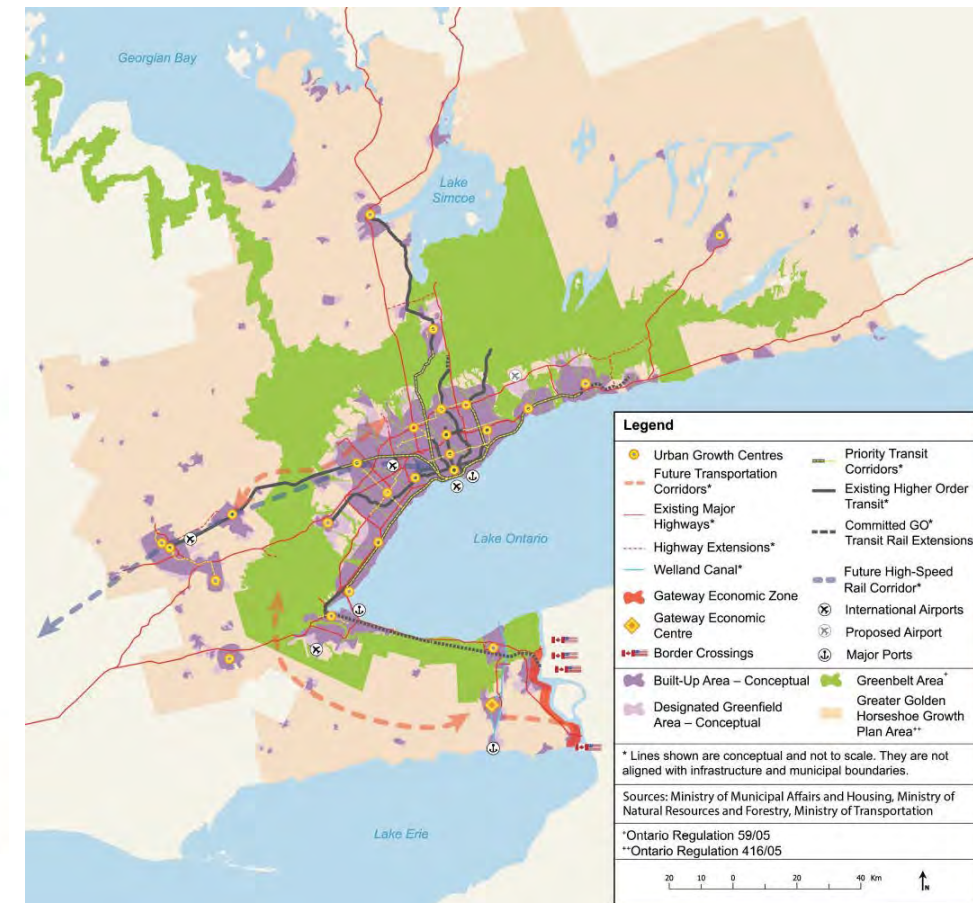 Georgian Bay
Lake
Simcoe
Lake Ontario
Lake Erie
Legend
Urban Growth Centres
Future Transportation
Corridors*
Existing Major
Highways*
Highway Extensions*
Welland Canal*
Gateway Economic Zone
Gateway Economic
Centre
Border Crossings
Priority Transit
Corridors*
Existing Higher Order
Transit*
Committed GO*
Transit Rail Extensions
Future High-Speed
Rail Corridor*
International Airports
Proposed Airport
Major Ports
Built-Up Area – Conceptual
Designated Greenfield
Area – Conceptual
Greenbelt Area+
Greater Golden
Horseshoe Growth
Plan Area++
* Lines shown are conceptual and not to scale. They are not
aligned with infrastructure and municipal boundaries.
Sources: Ministry of Municipal Affairs and Housing, Ministry of
Natural Resources and Forestry, Ministry of Transportation
+Ontario Regulation 59/05
++Ontario Regulation 416/05
20 10 0 20 40 Km
N